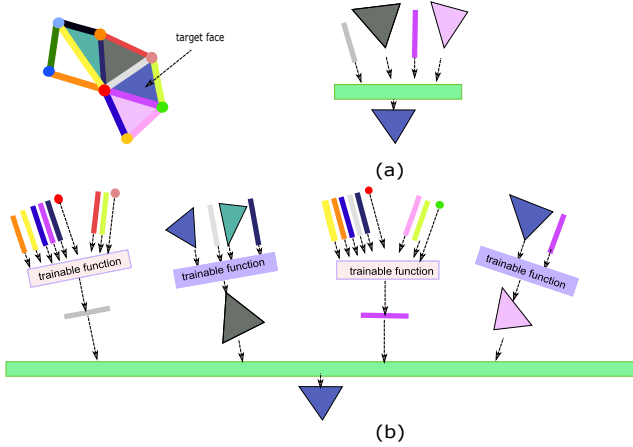 target face
(a)
trainable function
trainable function
trainable function
trainable function
(b)